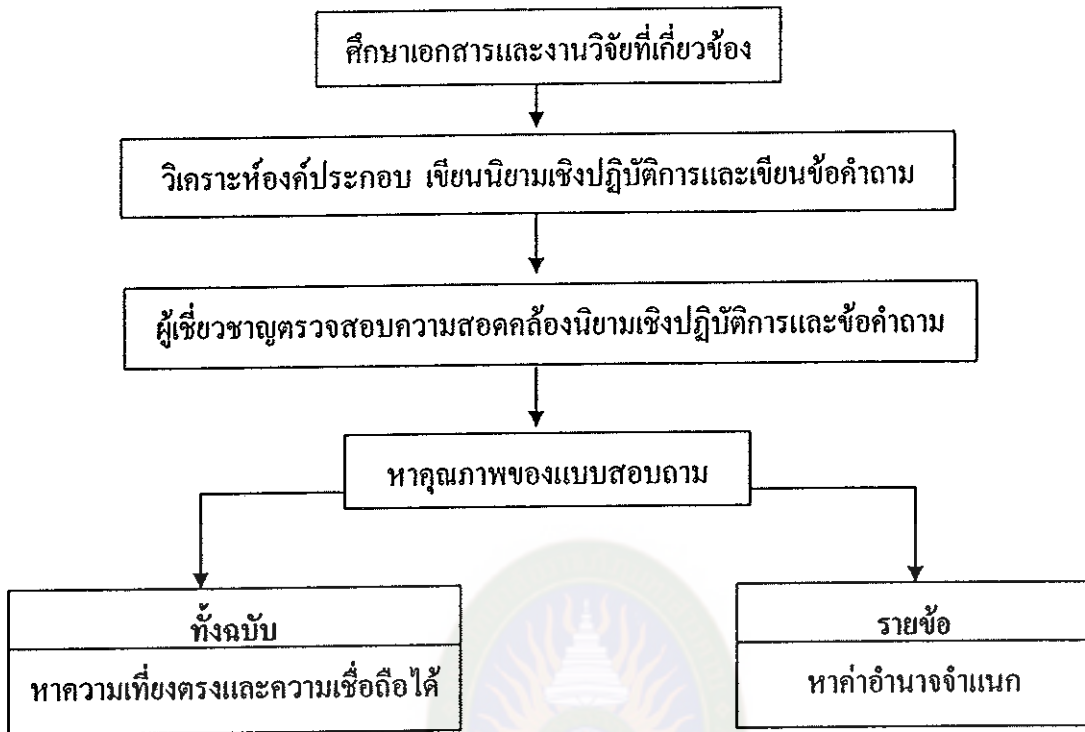 ศึกษาเอกสารและงานวิจัยที่เกี่ยวข้อง
วิเคราะห์องค์ประกอบ เขียนนิยามเชิงปฏิบัติการและเขียนข้อคำถาม
ผู้เชี่ยวชาญตรวจสอบความสอดคล้องนิยามเชิงปฏิบัติการและข้อคำถาม
หาคุณภาพของแบบสอบถาม
ทั้งฉบับ
หาความเที่ยงตรงและความเชื่อถือได้
รายข้อ
หาค่าอำนาจจำแนก